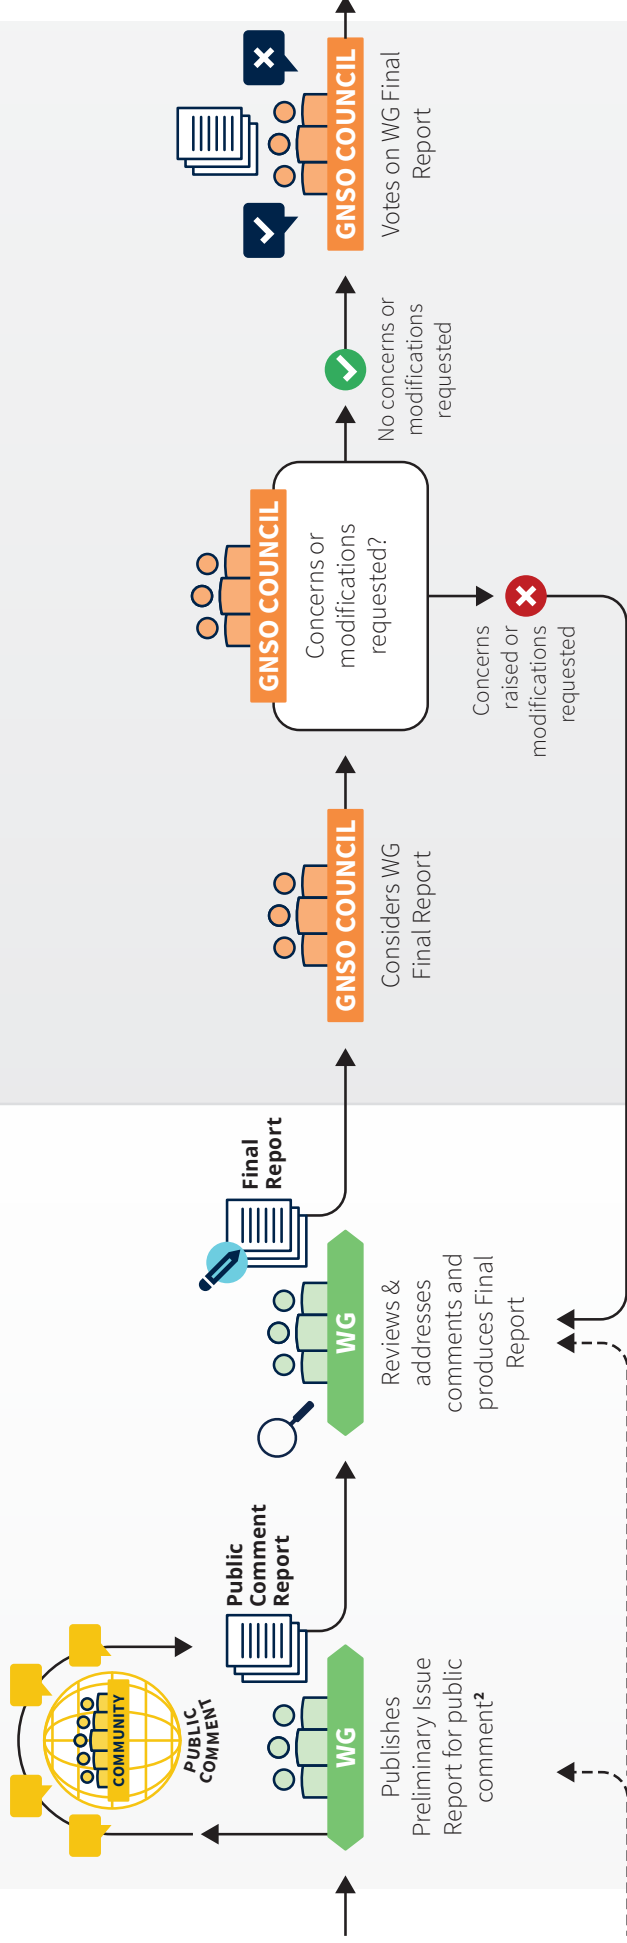 COMMUNITY
PUBLIC
COMMENT
Public
Comment
Report
WG
Publishes
Preliminary Issue
Report for public
comment²
Final
Report
WG
Reviews &
addresses
comments and
produces Final
Report
GNSO COUNCIL
Considers WG
Final Report
GNSO COUNCIL
Concerns or
modifications
requested?
Concerns
raised or
modifications
requested
No concerns or
modifications
requested
GNSO COUNCIL
Votes on WG Final
Report